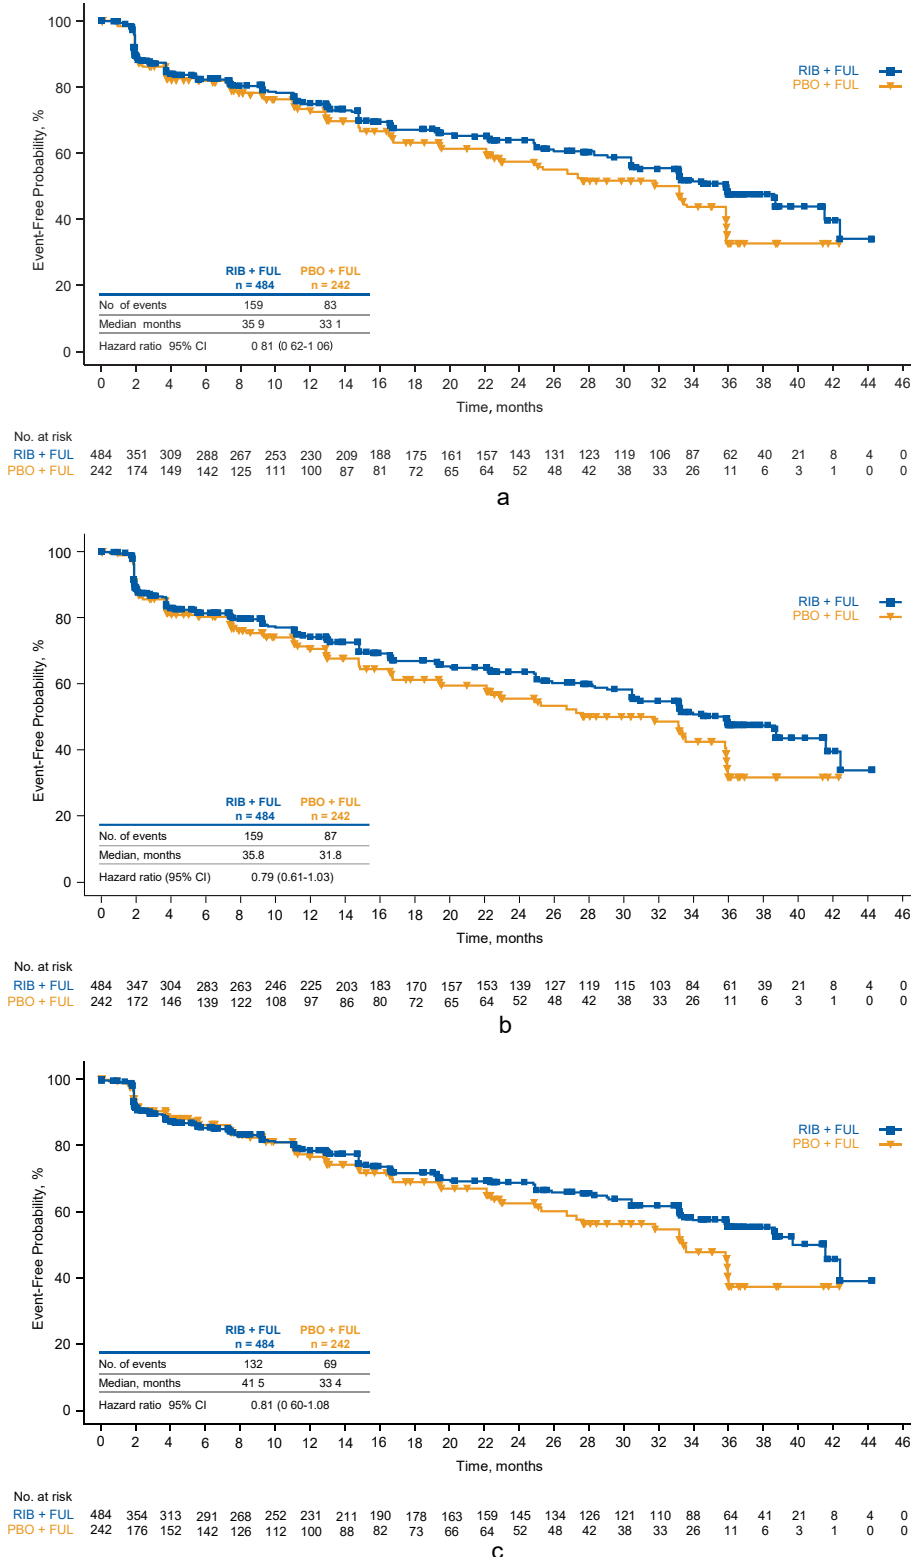 100
80
60
40
20
0
Event-Free Probability, %
RIB + FUL
PBO + FUL
RIB + FUL PBO + FUL
n = 484 n = 242
No of events 159 83
Median months 35 9 33 1
Hazard ratio 95% CI 0 81 (0 62-1 06)
0 2 4 6 8 10 12 14 16 18 20 22 24 26 28 30 32 34 36 38 40 42 44 46
Time, months
No. at risk
RIB + FUL 484 351 309 288 267 253 230 209 188 175 161 157 143 131 123 119 106 87 62 40 21 8 4 0
PBO + FUL 242 174 149 142 125 111 100 87 81 72 65 64 52 48 42 38 33 26 11 6 3 1 0 0
a
100
80
60
40
20
0
Event-Free Probability, %
RIB + FUL
PBO + FUL
RIB + FUL PBO + FUL
n = 484 n = 242
No. of events 159 87
Median, months 35.8 31.8
Hazard ratio (95% CI) 0.79 (0.61-1.03)
0 2 4 6 8 10 12 14 16 18 20 22 24 26 28 30 32 34 36 38 40 42 44 46
Time, months
No. at risk
RIB + FUL 484 347 304 283 263 246 225 203 183 170 157 153 139 127 119 115 103 84 61 39 21 8 4 0
PBO + FUL 242 172 146 139 122 108 97 86 80 72 65 64 52 48 42 38 33 26 11 6 3 1 0 0
b
100
80
60
40
20
0
Event-Free Probability, %
RIB + FUL
PBO + FUL
RIB + FUL PBO + FUL
n = 484 n = 242
No. of events 132 69
Median, months 41 5 33 4
Hazard ratio 95% CI 0.81 (0 60-1.08
0 2 4 6 8 10 12 14 16 18 20 22 24 26 28 30 32 34 36 38 40 42 44 46
Time, months
No. at risk
RIB + FUL 484 354 313 291 268 252 231 211 190 178 163 159 145 134 126 121 110 88 64 41 21 8 4 0
PBO + FUL 242 176 152 142 126 112 100 88 82 73 66 64 52 48 42 38 33 26 11 6 3 1 0 0
c